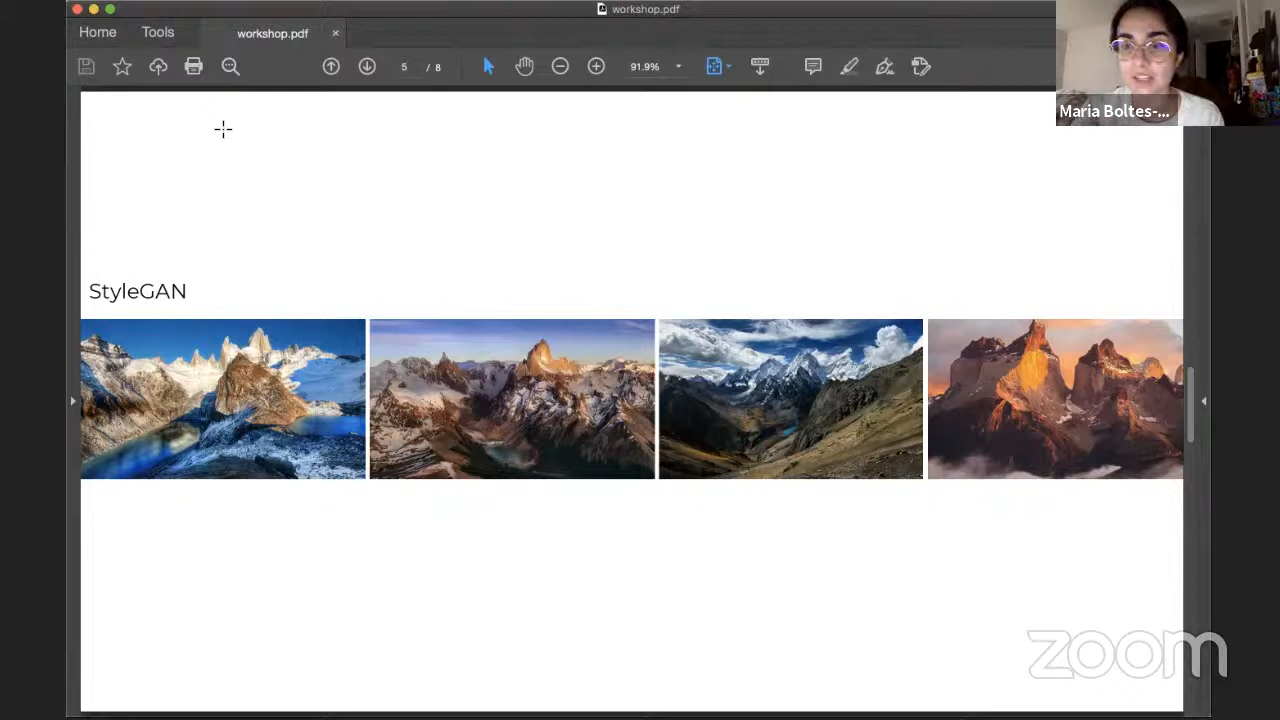 workshop.pdf
Home Tools workshop.pdf ×
5 / 8 91.9%
Maria Boltes-...
StyleGAN
zoom